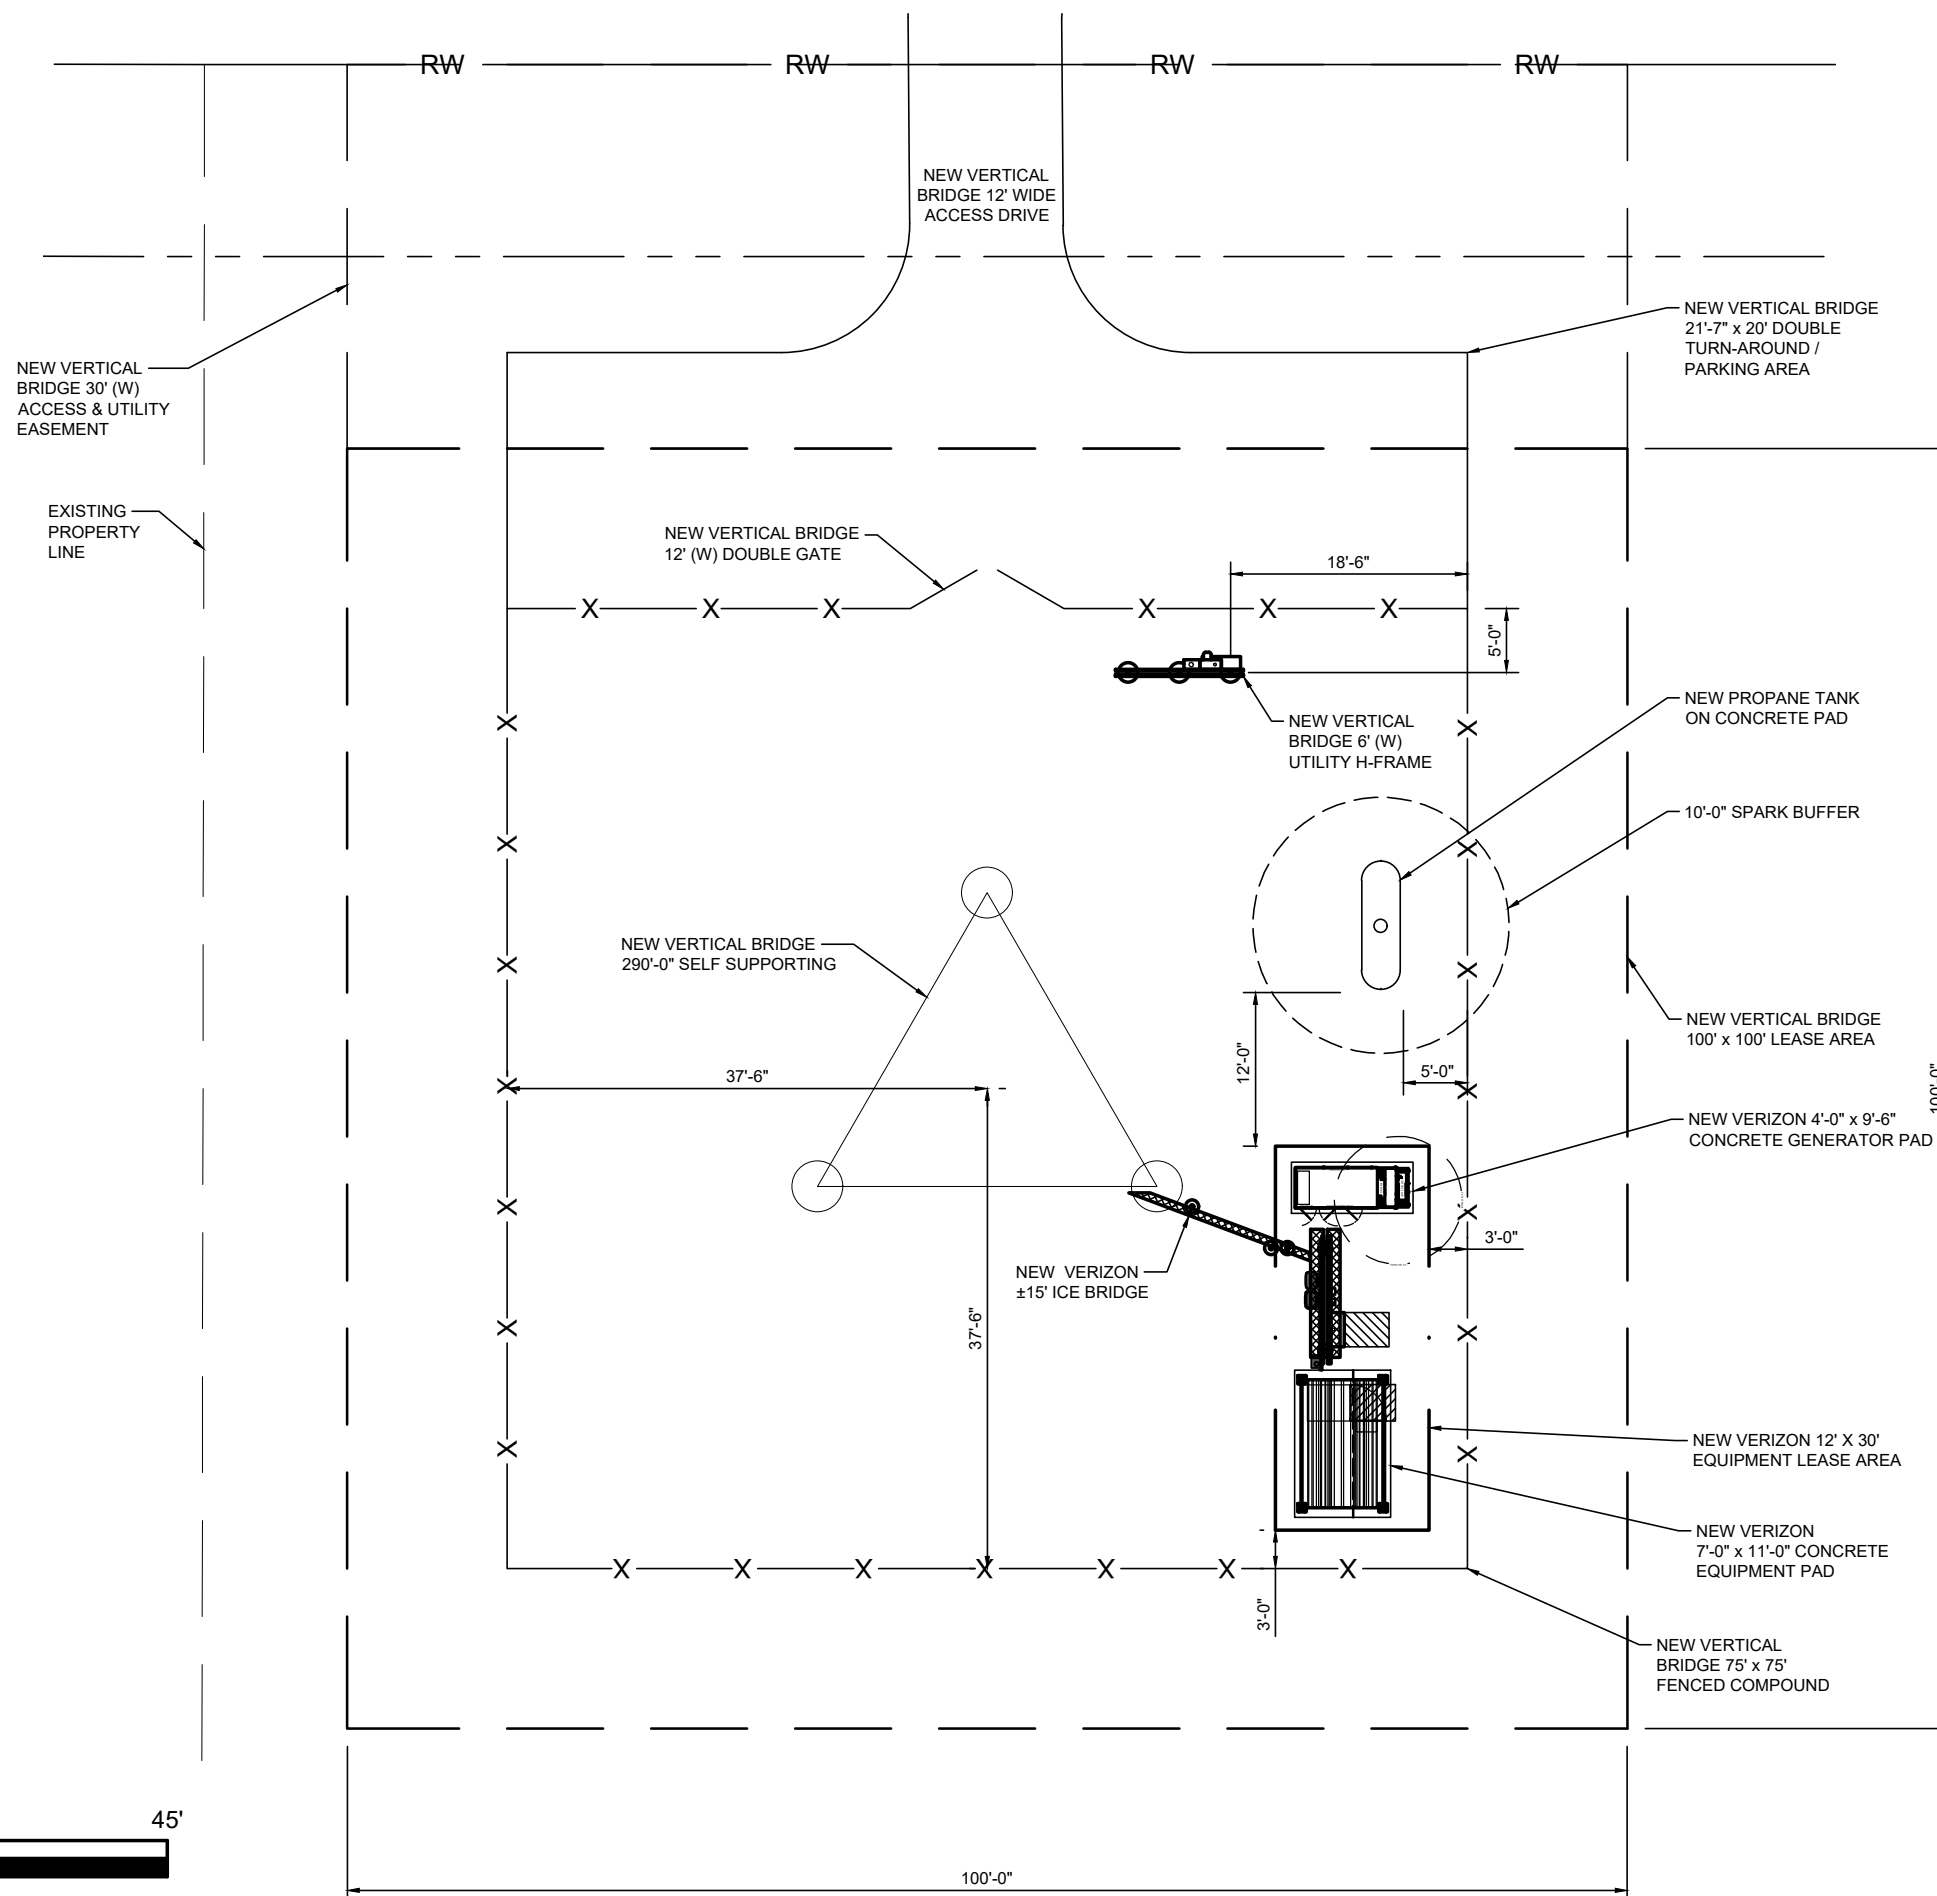 RW RW RW RW
NEW VERTICAL
BRIDGE 12' WIDE
ACCESS DRIVE
NEW VERTICAL BRIDGE
21'-7" x 20' DOUBLE
TURN-AROUND /
PARKING AREA
NEW VERTICAL
BRIDGE 30' (W)
ACCESS & UTILITY
EASEMENT
EXISTING
PROPERTY
LINE
NEW VERTICAL BRIDGE
12' (W) DOUBLE GATE
18'-6"
X X X X X X
5'-0"
NEW VERTICAL
BRIDGE 6' (W)
UTILITY H-FRAME
NEW PROPANE TANK
ON CONCRETE PAD
10'-0" SPARK BUFFER
NEW VERTICAL BRIDGE
290'-0" SELF SUPPORTING
NEW VERTICAL BRIDGE
100' x 100' LEASE AREA
100'-0"
12'-0"
5'-0"
37'-6"
NEW VERIZON 4'-0" x 9'-6"
CONCRETE GENERATOR PAD
3'-0"
NEW VERIZON
±15' ICE BRIDGE
37'-6"
X
X
X
X
X
X
X
X
X
X
X
X
X
X
NEW VERIZON 12' X 30'
EQUIPMENT LEASE AREA
NEW VERIZON
7'-0" x 11'-0" CONCRETE
EQUIPMENT PAD
X X X X X X X
3'-0"
NEW VERTICAL
BRIDGE 75' x 75'
FENCED COMPOUND
45'
100'-0"